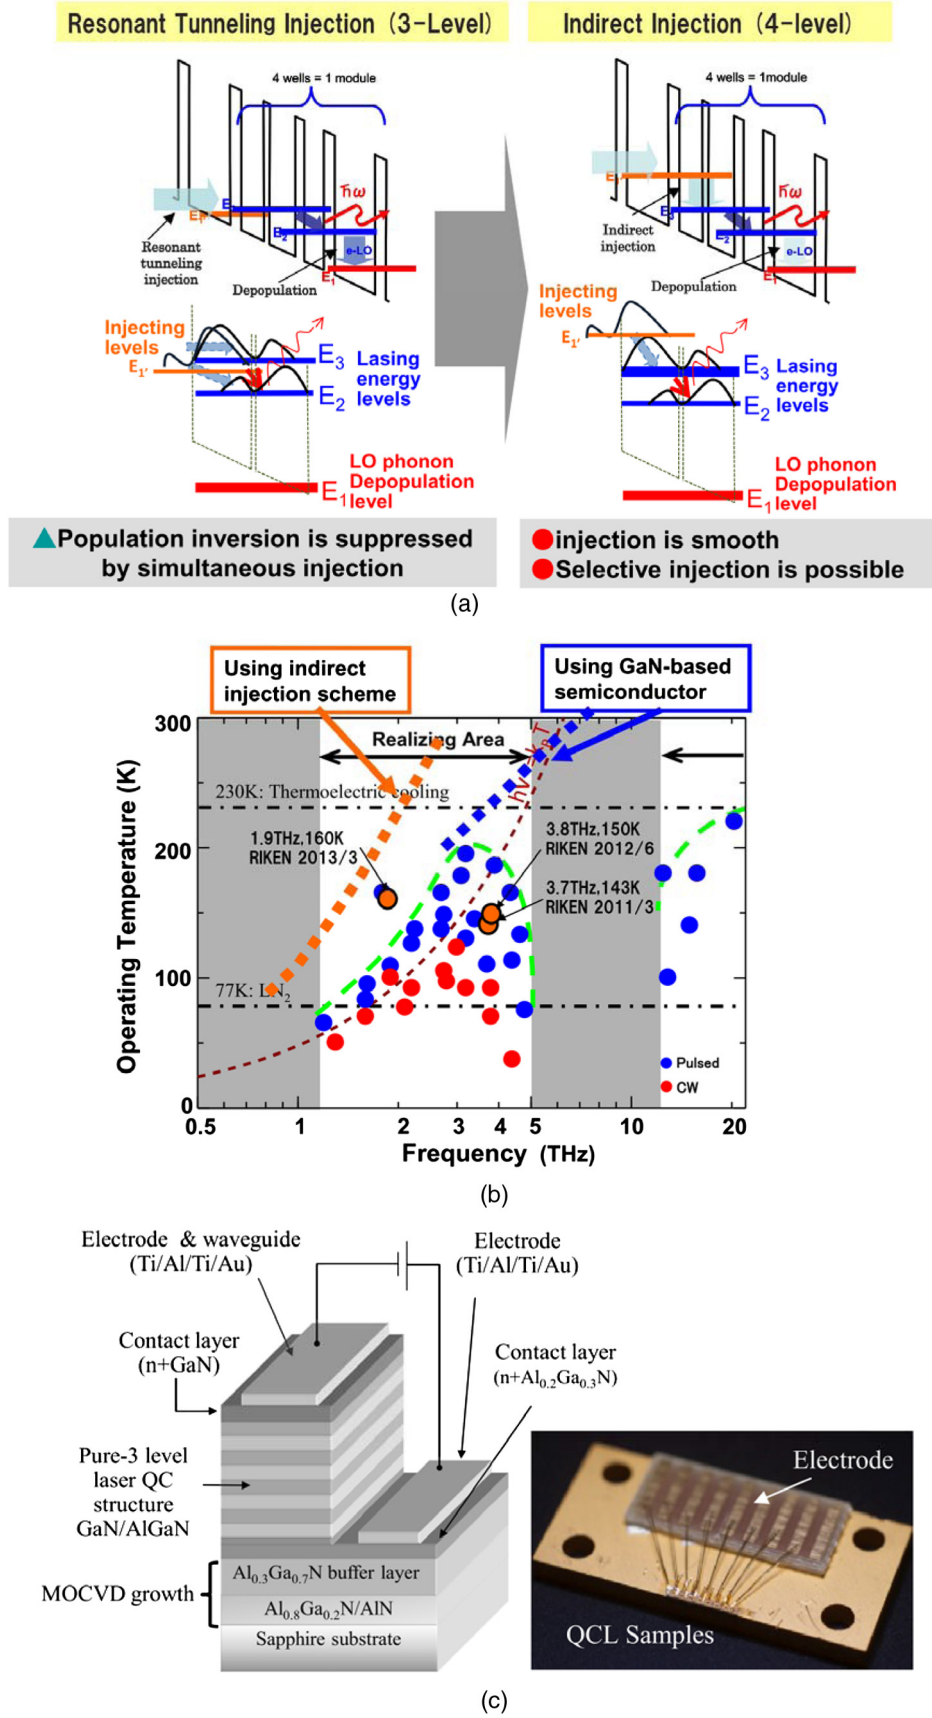 Resonant Tunneling Injection (3-Level)
Indirect Injection (4-level)
4 wells = 1 module
4 wells = 1module
ħω
ħω
E₂
E₃
E₂
e-LO
e-LO
E₁
E₁
Resonant
tunneling
injection
Depopulation
Indirect
injection
Depopulation
Injecting
levels
E₁'
E₃
Lasing
energy
levels
E₂
LO phonon
Depopulation
level
E₁
Injecting
levels
E₁'
E₃
Lasing
energy
levels
E₂
LO phonon
Depopulation
level
E₁
▲Population inversion is suppressed
by simultaneous injection
●injection is smooth
●Selective injection is possible
(a)
Using indirect
injection scheme
Using GaN-based
semiconductor
Realizing Area
hν = k_BT
230K: Thermoelectric cooling
1.9THz,160K
RIKEN 2013/3
3.8THz,150K
RIKEN 2012/6
3.7THz,143K
RIKEN 2011/3
77K: LN₂
Pulsed
CW
Operating Temperature (K)
300
200
100
0
0.5 1 2 3 4 5 10 20
Frequency (THz)
(b)
Electrode & waveguide
(Ti/Al/Ti/Au)
Electrode
(Ti/Al/Ti/Au)
Contact layer
(n+GaN)
Contact layer
(n+Al₀.₂Ga₀.₃N)
Pure-3 level
laser QC
structure
GaN/AlGaN
MOCVD growth
Al₀.₃Ga₀.₇N buffer layer
Al₀.₈Ga₀.₂N/AlN
Sapphire substrate
Electrode
QCL Samples
(c)